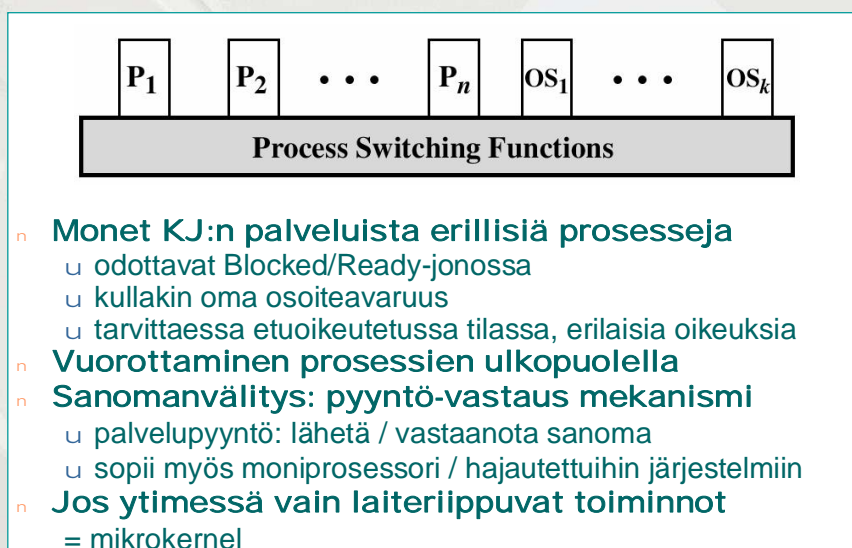 P1 P2 • • • Pn OS1 • • • OSk
Process Switching Functions
n Monet KJ:n palveluista erillisiä prosesseja
u odottavat Blocked/Ready-jonossa
u kullakin oma osoiteavaruus
u tarvittaessa etuoikeutetussa tilassa, erilaisia oikeuksia
n Vuorottaminen prosessien ulkopuolella
n Sanomanvälitys: pyyntö-vastaus mekanismi
u palvelupyyntö: lähetä / vastaanota sanoma
u sopii myös moniprosessori / hajautettuihin järjestelmiin
n Jos ytimessä vain laiteriippuvat toiminnot
= mikrokernel